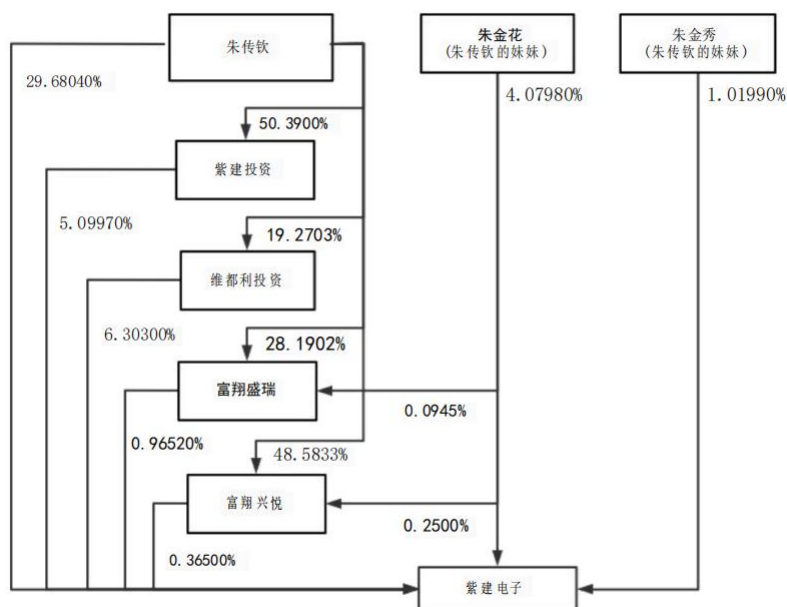 朱传钦
朱金花
(朱传钦的妹妹)
朱金秀
(朱传钦的妹妹)
29.68040%
4.07980%
1.01990%
50.3900%
紫建投资
5.09970%
19.2703%
维都利投资
6.30300%
28.1902%
富翔盛瑞
0.0945%
0.96520%
48.5833%
富翔兴悦
0.2500%
0.36500%
紫建电子